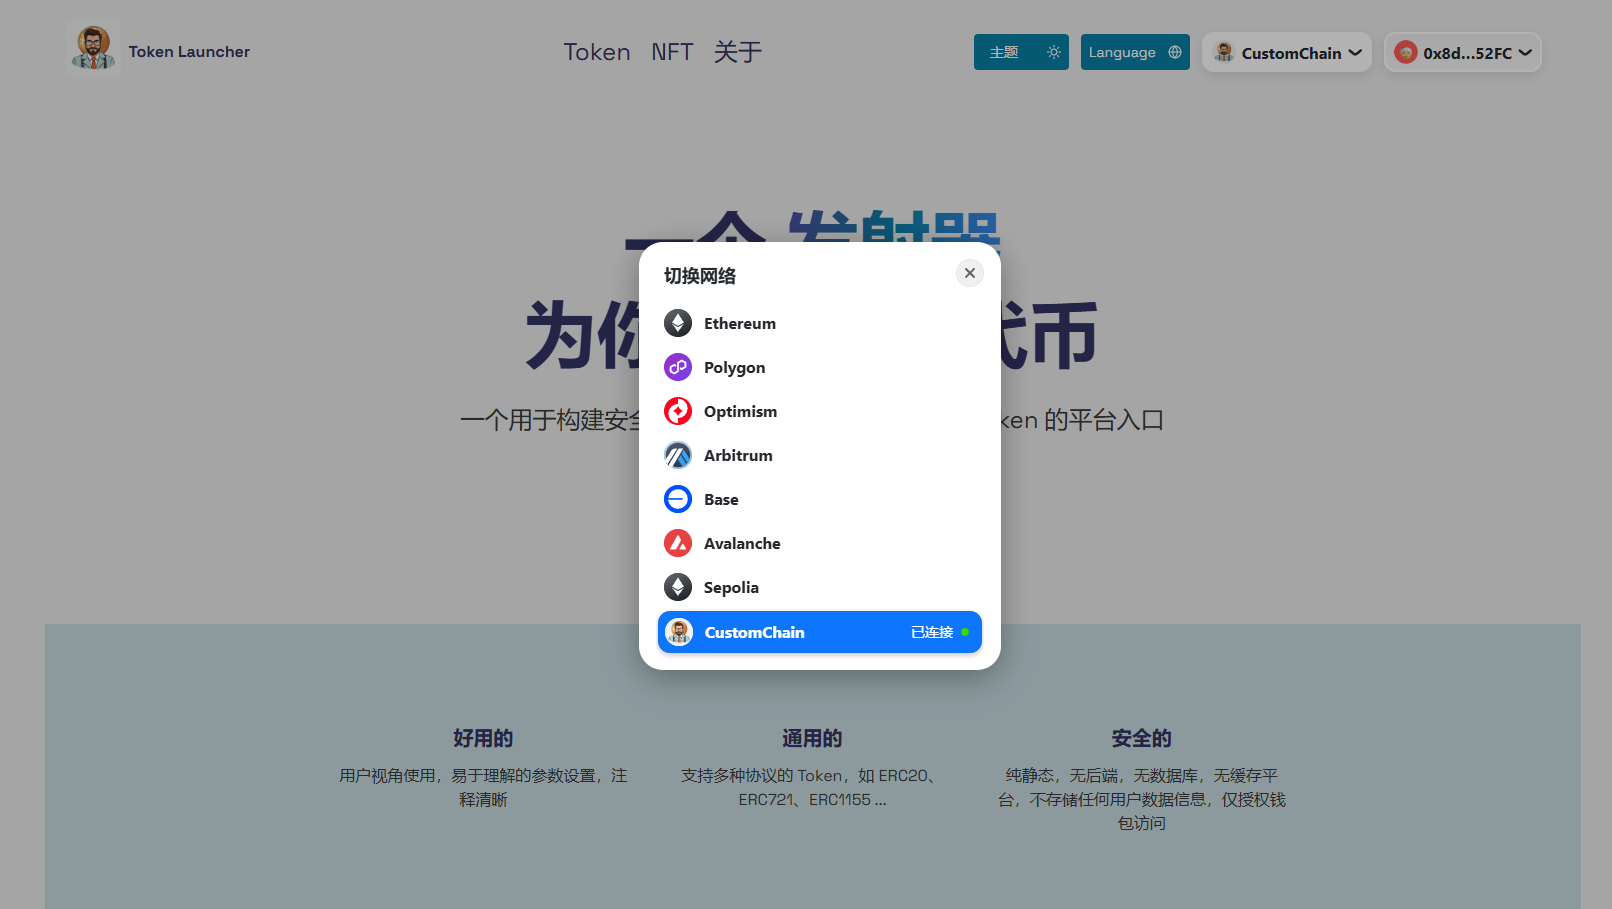 Token Launcher
Token NFT 关于
主题
Language
CustomChain
0x8d...52FC
一个 发射器
为你 代币
一个用于构建安全 ken 的平台入口
切换网络
Ethereum
Polygon
Optimism
Arbitrum
Base
Avalanche
Sepolia
CustomChain 已连接
好用的
用户视角使用，易于理解的参数设置，注
释清晰
通用的
支持多种协议的 Token，如 ERC20、
ERC721、ERC1155 ...
安全的
纯静态，无后端，无数据库，无缓存平
台，不存储任何用户数据信息，仅授权钱
包访问